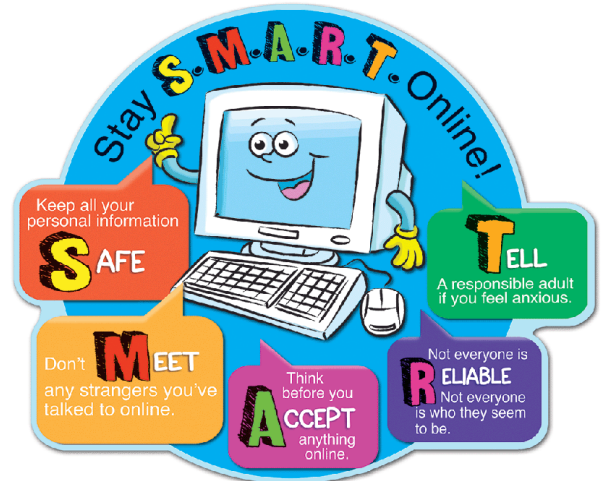 Stay S.M.A.R.T. Online!
Keep all your
personal information
SAFE
Don't MEET
any strangers you've
talked to online.
Think
before you
ACCEPT
anything
online.
Not everyone is
RELIABLE
Not everyone
is who they seem
to be.
TELL
A responsible adult
if you feel anxious.